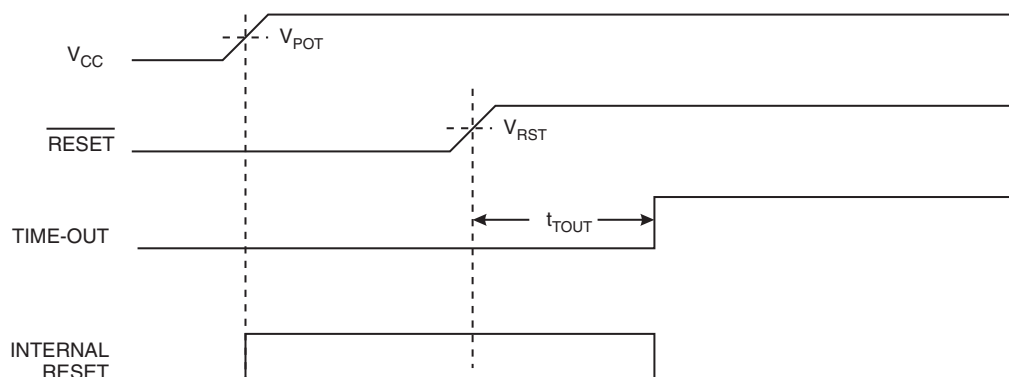 V_CC
V_POT
RESET
V_RST
TIME-OUT
t_TOUT
INTERNAL
RESET